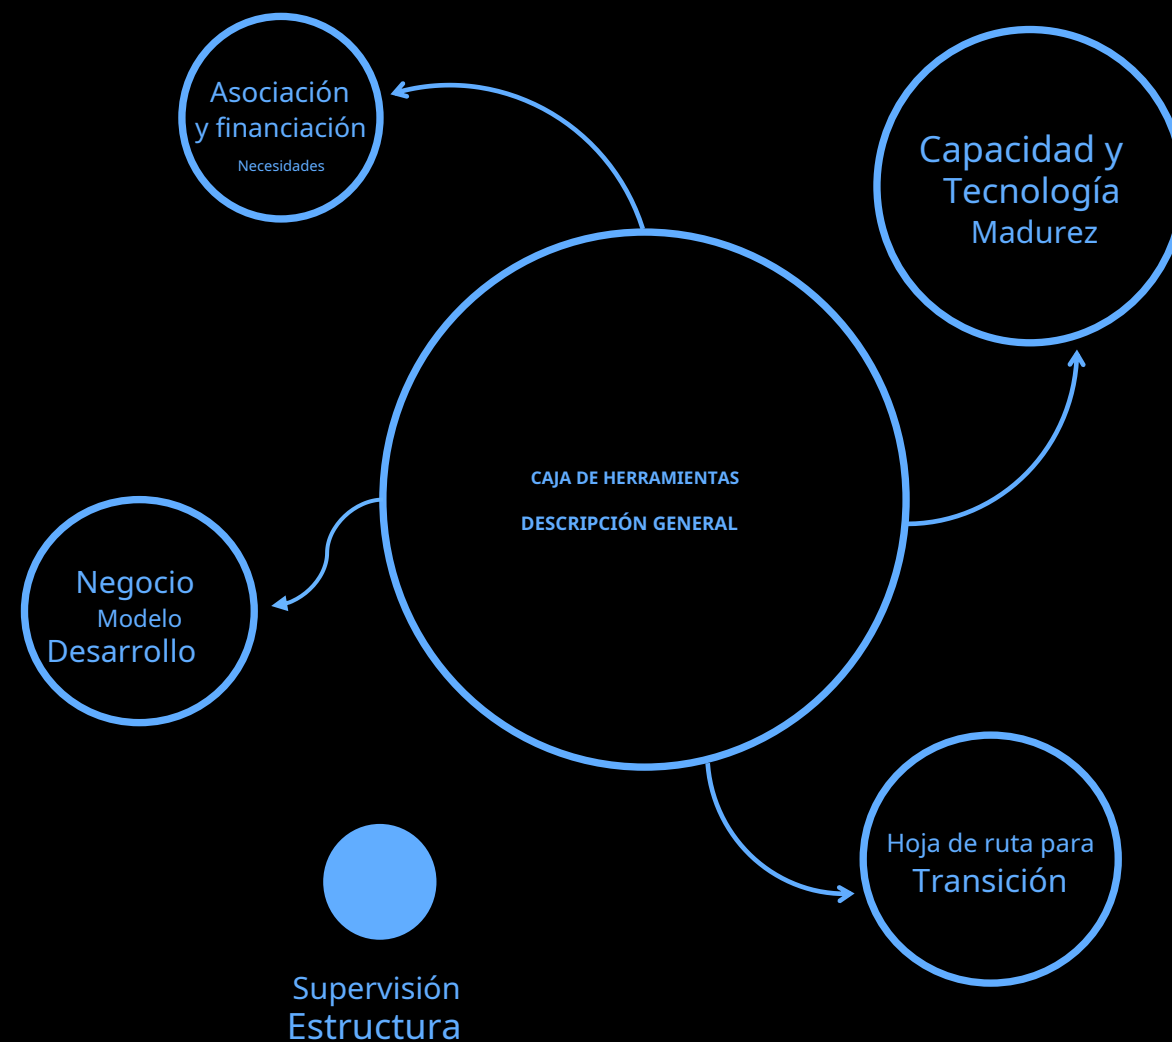 Asociación
y financiación
Necesidades
Capacidad y
Tecnología
Madurez
CAJA DE HERRAMIENTAS
DESCRIPCIÓN GENERAL
Negocio
Modelo
Desarrollo
Hoja de ruta para
Transición
Supervisión
Estructura